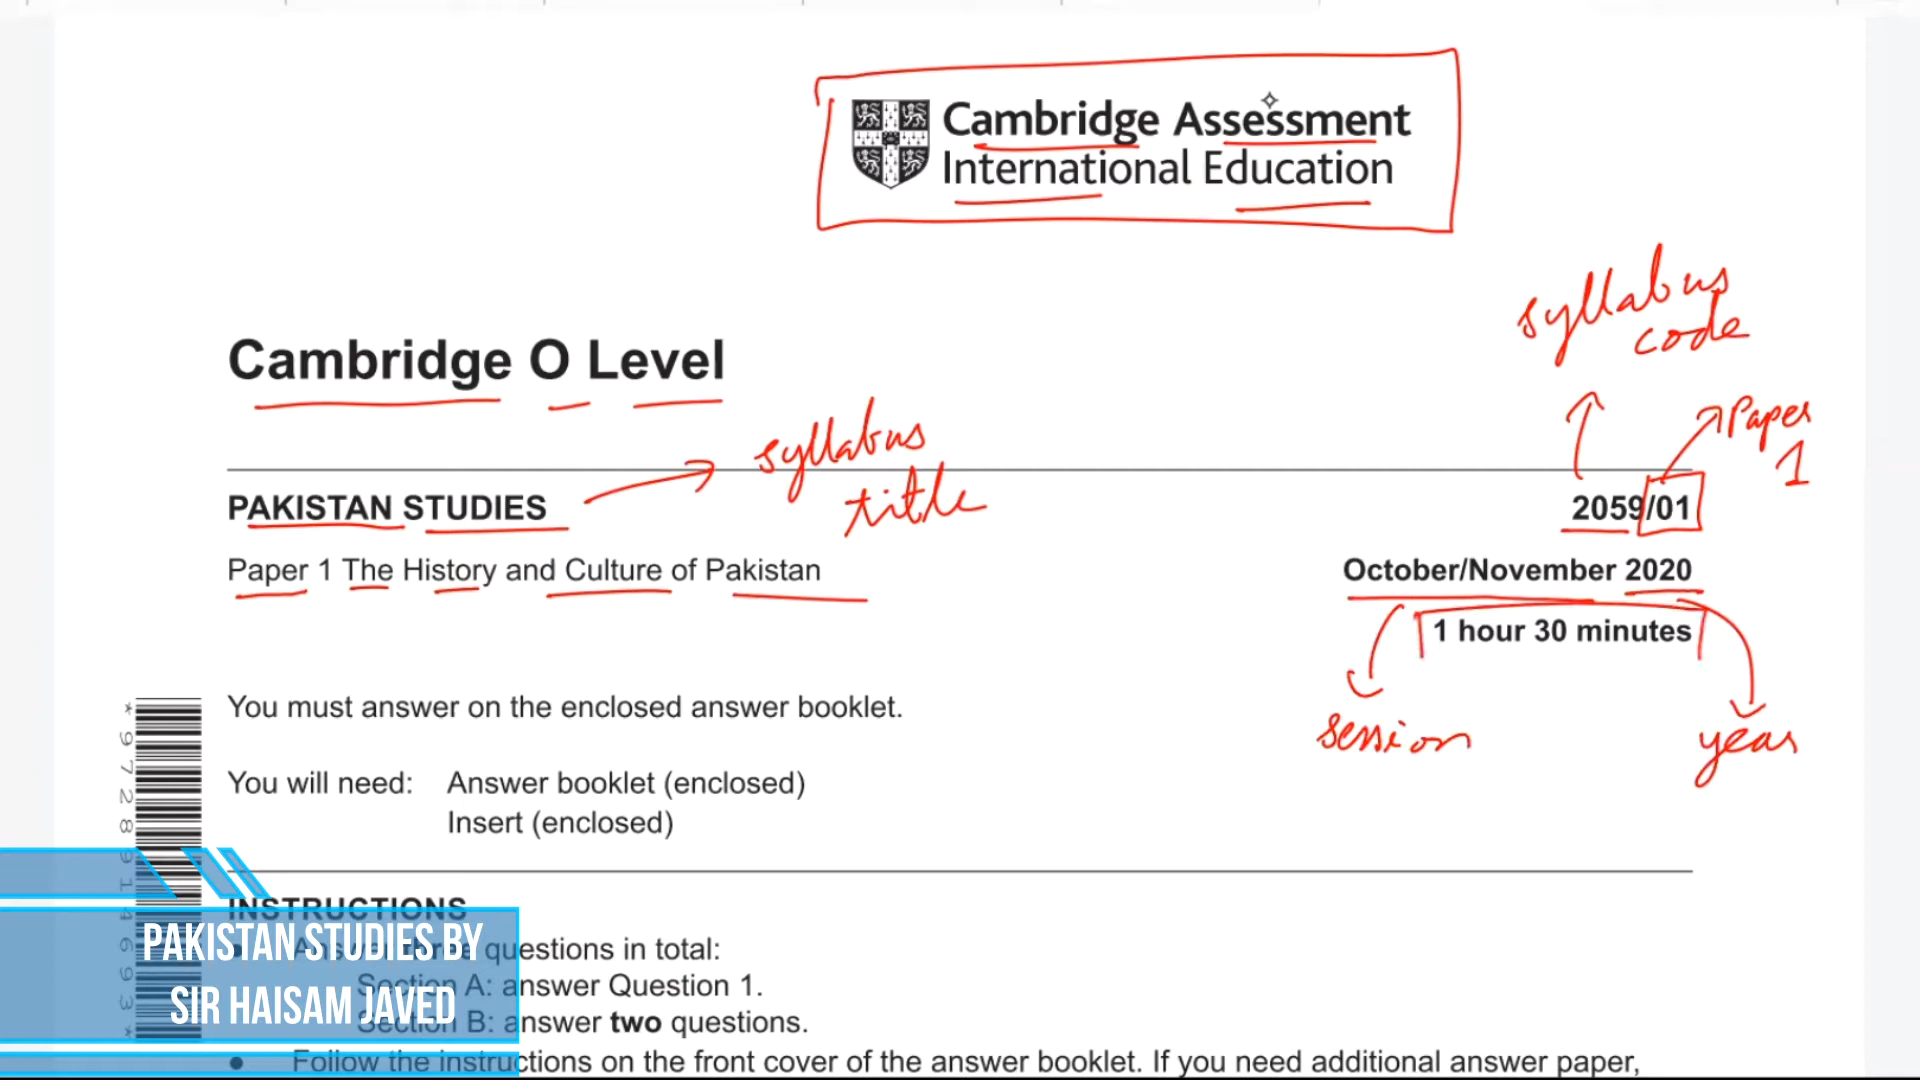 Cambridge Assessment
International Education
syllabus
code
Cambridge O Level
syllabus
title
Paper
1
PAKISTAN STUDIES
2059/01
Paper 1 The History and Culture of Pakistan
October/November 2020
1 hour 30 minutes
session
year
You must answer on the enclosed answer booklet.
You will need: Answer booklet (enclosed)
Insert (enclosed)
INSTRUCTIONS
● Answer three questions in total:
Section A: answer Question 1.
Section B: answer two questions.
● Follow the instructions on the front cover of the answer booklet. If you need additional answer paper,
PAKISTAN STUDIES BY
SIR HAISAM JAVED